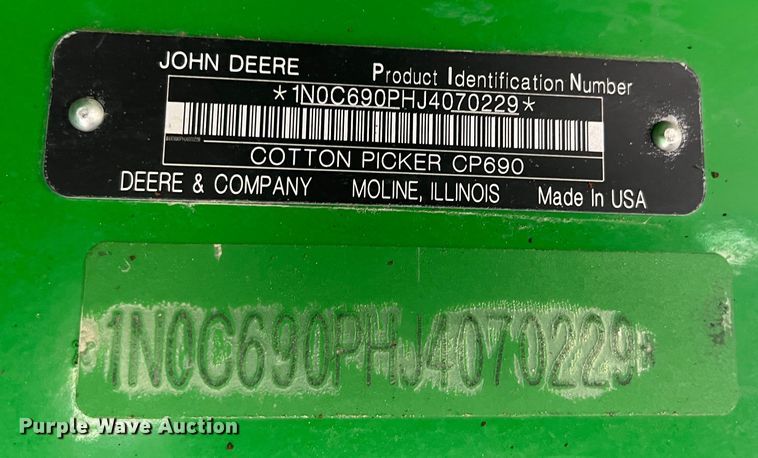 JOHN DEERE Product Identification Number
*1N0C690PHJ4070229*
COTTON PICKER CP690
DEERE & COMPANY MOLINE, ILLINOIS Made In USA
1N0C690PHJ4070229
Purple Wave Auction